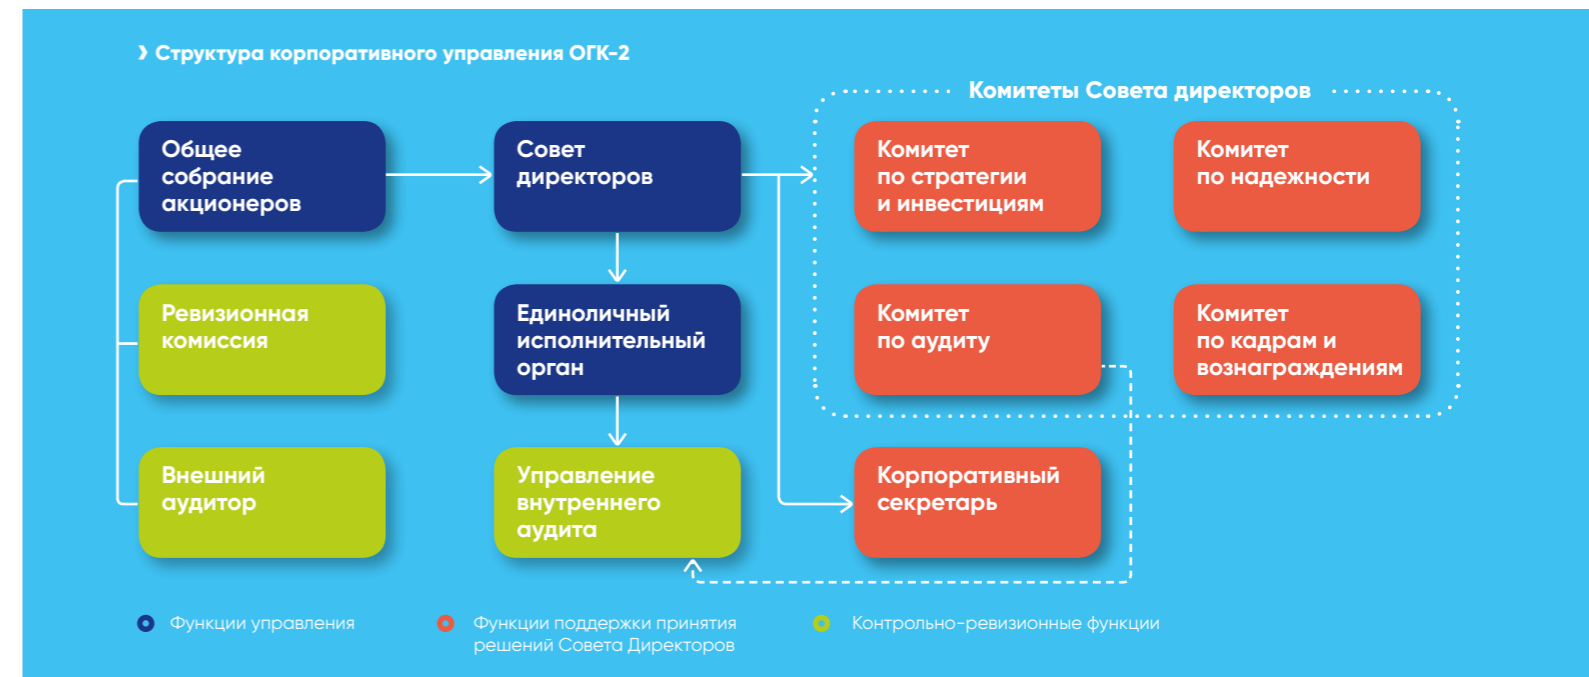 › Структура корпоративного управления ОГК-2
Комитеты Совета директоров
Общее
собрание
акционеров
Совет
директоров
Комитет
по стратегии
и инвестициям
Комитет
по надежности
Ревизионная
комиссия
Единоличный
исполнительный
орган
Комитет
по аудиту
Комитет
по кадрам и
вознаграждениям
Внешний
аудитор
Управление
внутреннего
аудита
Корпоративный
секретарь
Функции управления
Функции поддержки принятия
решений Совета Директоров
Контрольно-ревизионные функции